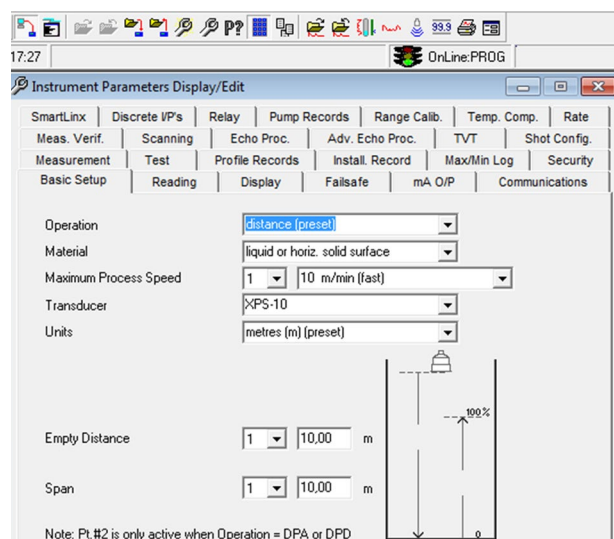 P?
99.9
17:27
OnLine:PROG
Instrument Parameters Display/Edit
SmartLinx Discrete I/P's Relay Pump Records Range Calib. Temp. Comp. Rate
Meas. Verif. Scanning Echo Proc. Adv. Echo Proc. TVT Shot Config.
Measurement Test Profile Records Install. Record Max/Min Log Security
Basic Setup Reading Display Failsafe mA O/P Communications
Operation distance (preset)
Material liquid or horiz. solid surface
Maximum Process Speed 1 10 m/min (fast)
Transducer XPS-10
Units metres (m) (preset)
100%
Empty Distance 1 10,00 m
Span 1 10,00 m
0
Note: Pt.#2 is only active when Operation = DPA or DPD